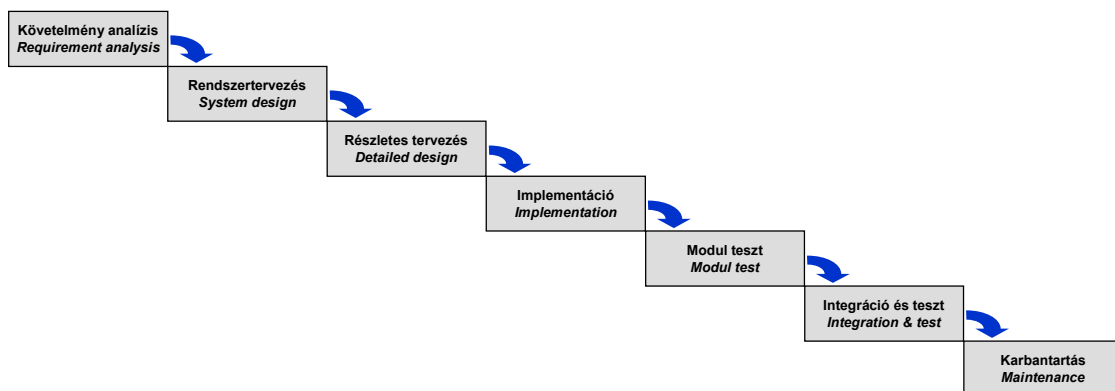 Követelmény analízis
Requirement analysis
Rendszertervezés
System design
Részletes tervezés
Detailed design
Implementáció
Implementation
Modul teszt
Modul test
Integráció és teszt
Integration & test
Karbantartás
Maintenance